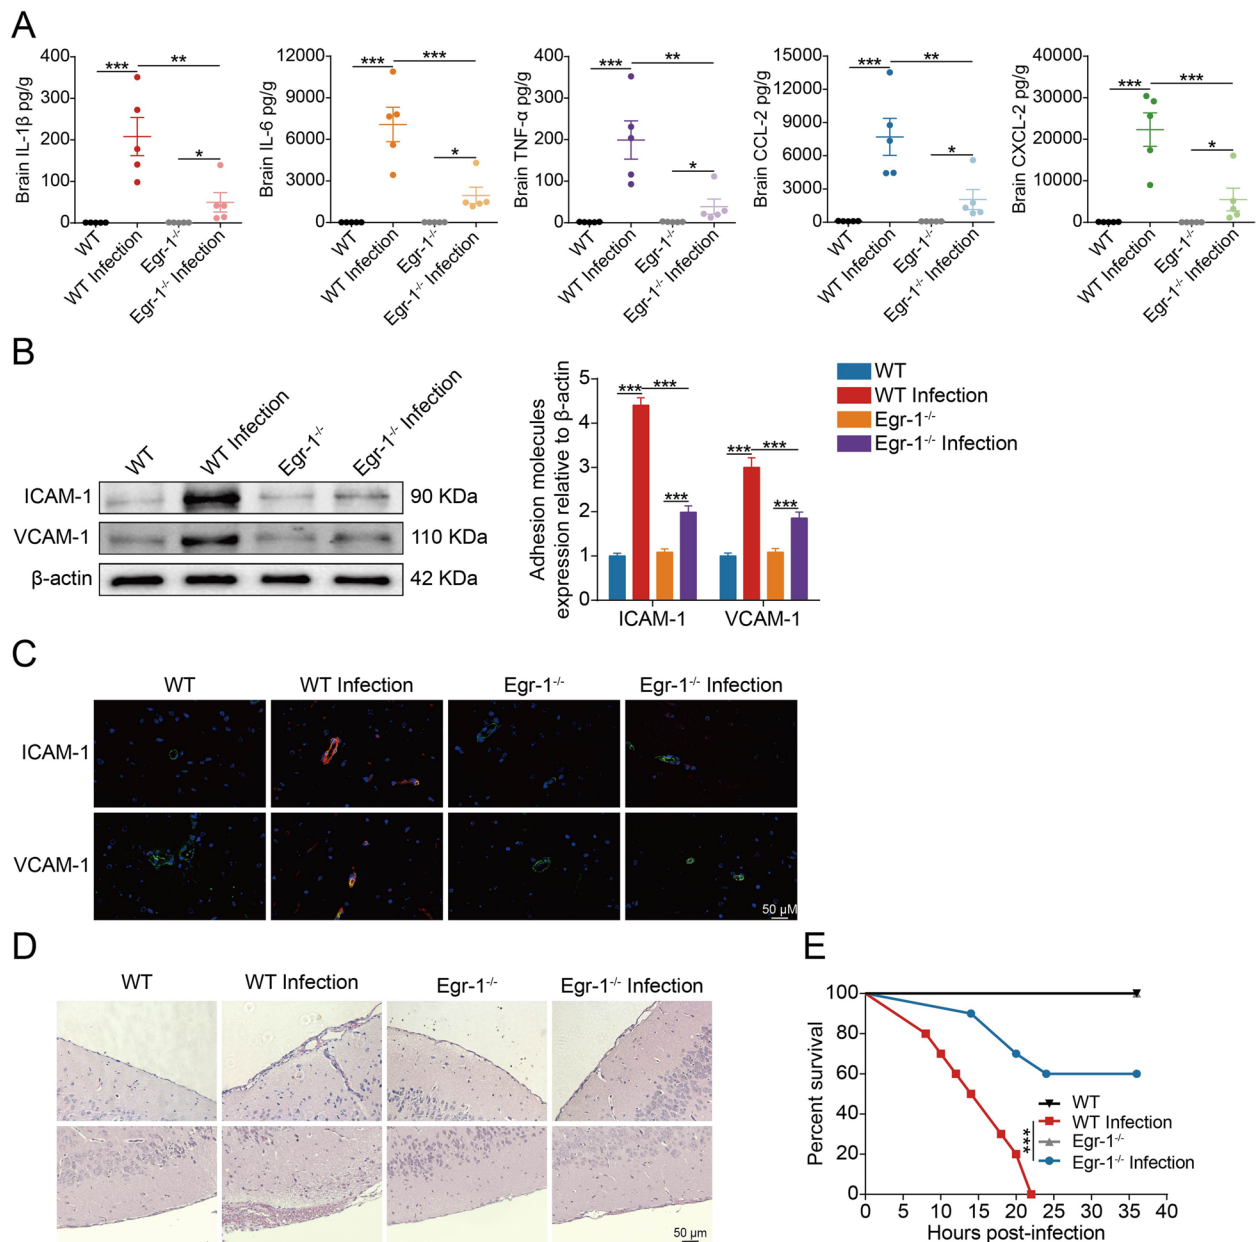 A
Brain IL-1β pg/g
400
300
200
100
0
***
**
*
WT
WT Infection
Egr-1-/-
Egr-1-/- Infection
Brain IL-6 pg/g
12000
9000
6000
3000
0
***
***
*
WT
WT Infection
Egr-1-/-
Egr-1-/- Infection
Brain TNF-α pg/g
400
300
200
100
0
***
**
*
WT
WT Infection
Egr-1-/-
Egr-1-/- Infection
Brain CCL-2 pg/g
15000
12000
9000
6000
3000
0
***
**
*
WT
WT Infection
Egr-1-/-
Egr-1-/- Infection
Brain CXCL-2 pg/g
40000
30000
20000
10000
0
***
***
*
WT
WT Infection
Egr-1-/-
Egr-1-/- Infection
B
WT
WT Infection
Egr-1-/-
Egr-1-/- Infection
ICAM-1 90 KDa
VCAM-1 110 KDa
β-actin 42 KDa
Adhesion molecules
expression relative to β-actin
5
4
3
2
1
0
*** ***
***
*** ***
***
ICAM-1 VCAM-1
WT
WT Infection
Egr-1-/-
Egr-1-/- Infection
C
WT WT Infection Egr-1-/- Egr-1-/- Infection
ICAM-1
VCAM-1
50 μM
D
WT WT Infection Egr-1-/- Egr-1-/- Infection
50 μm
E
Percent survival
100
80
60
40
20
0
WT
WT Infection
Egr-1-/-
Egr-1-/- Infection
***
0 5 10 15 20 25 30 35 40
Hours post-infection